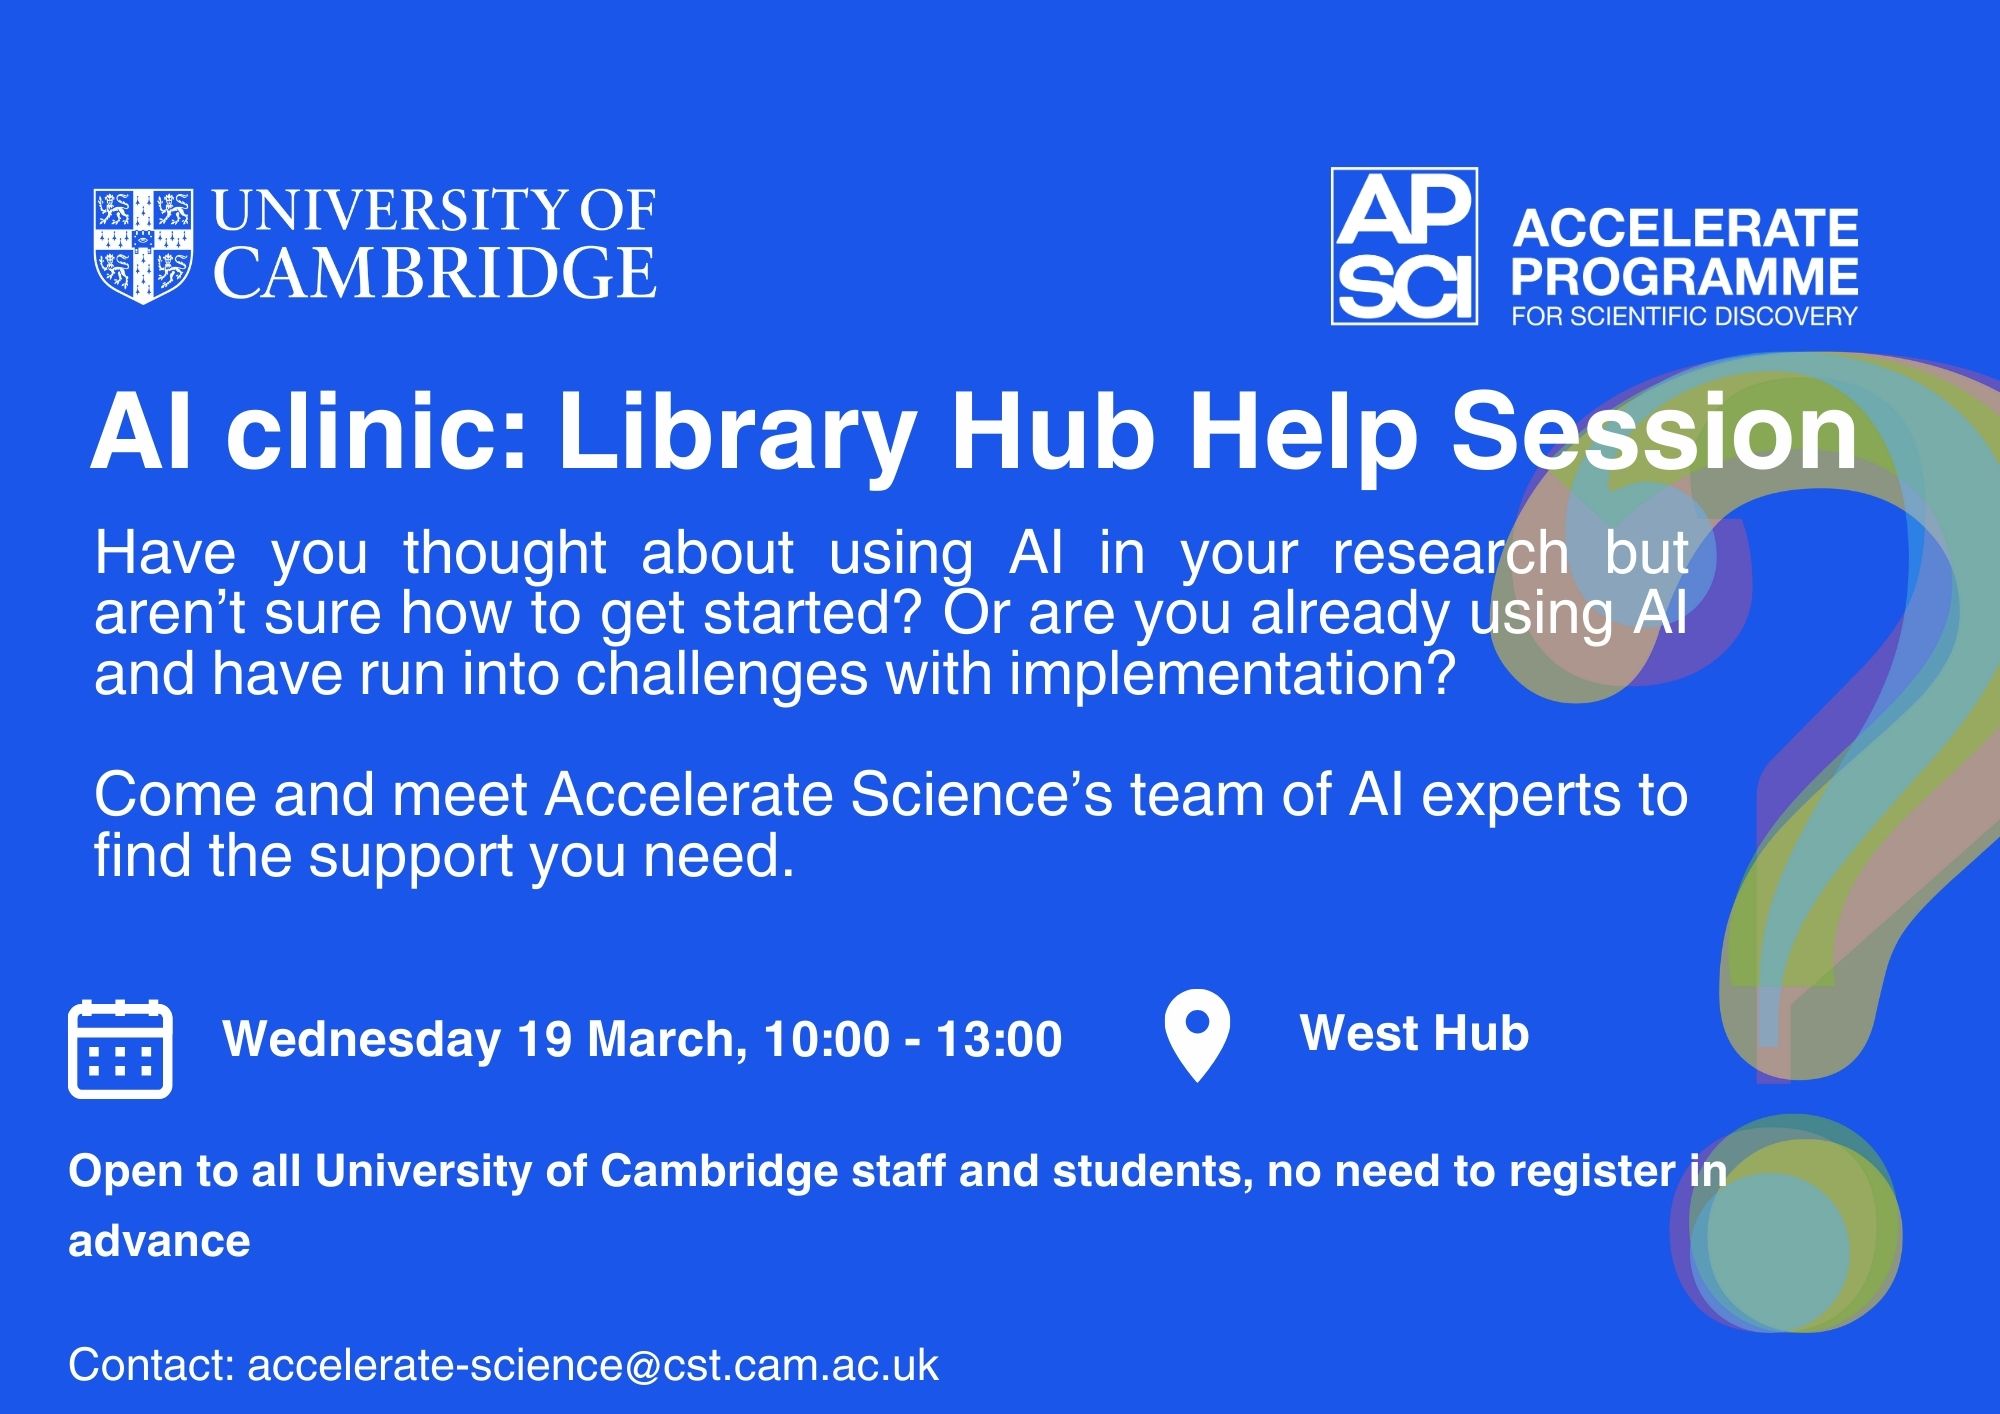 UNIVERSITY OF
CAMBRIDGE
AP
SCI
ACCELERATE
PROGRAMME
FOR SCIENTIFIC DISCOVERY
AI clinic: Library Hub Help Session
Have you thought about using AI in your research but
aren’t sure how to get started? Or are you already using AI
and have run into challenges with implementation?
Come and meet Accelerate Science’s team of AI experts to
find the support you need.
Wednesday 19 March, 10:00 - 13:00
West Hub
Open to all University of Cambridge staff and students, no need to register in
advance
Contact: accelerate-science@cst.cam.ac.uk